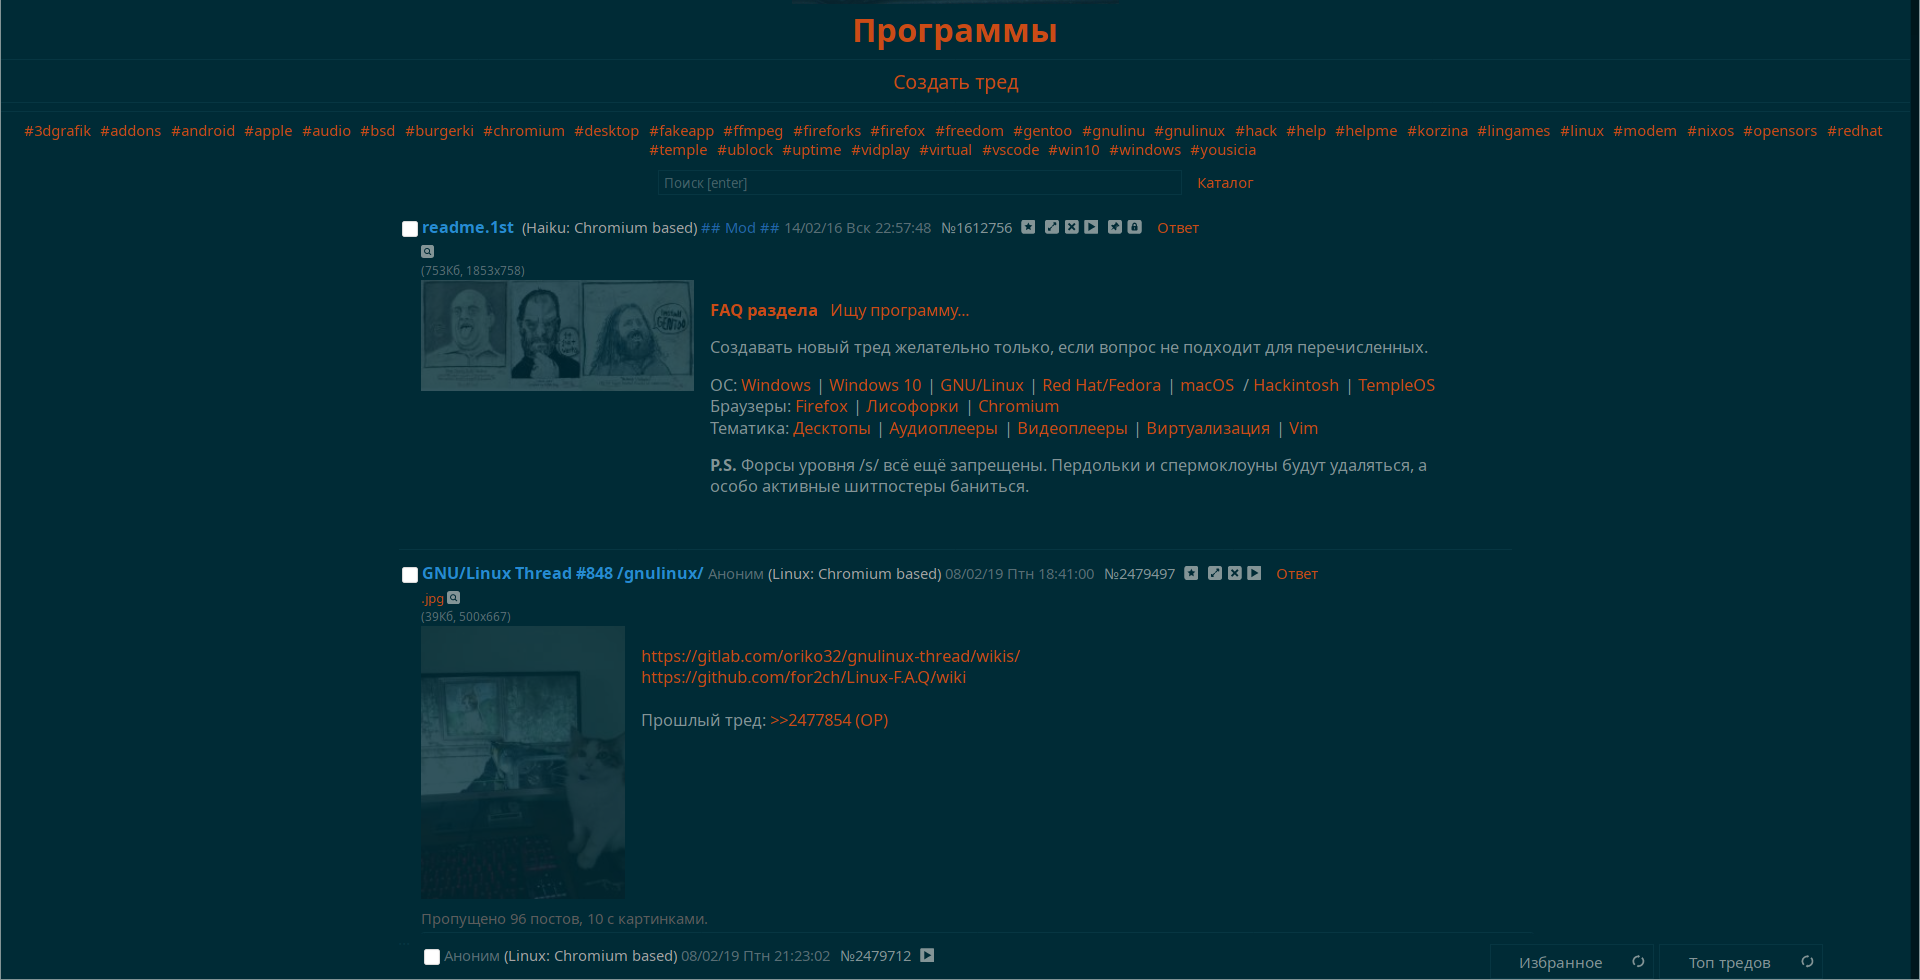 Программы
Создать тред
#3dgrafik #addons #android #apple #audio #bsd #burgerki #chromium #desktop #fakeapp #ffmpeg #fireforks #firefox #freedom #gentoo #gnulinu #gnulinux #hack #help #helpme #korzina #lingames #linux #modem #nixos #opensors #redhat
#temple #ublock #uptime #vidplay #virtual #vscode #win10 #windows #yousicia
Поиск [enter] Каталог
readme.1st (Haiku: Chromium based) ## Mod ## 14/02/16 Вск 22:57:48 №1612756 Ответ
(753Кб, 1853x758)
FAQ раздела Ищу программу...
Создавать новый тред желательно только, если вопрос не подходит для перечисленных.
ОС: Windows | Windows 10 | GNU/Linux | Red Hat/Fedora | macOS / Hackintosh | TempleOS
Браузеры: Firefox | Лисофорки | Chromium
Тематика: Десктопы | Аудиоплееры | Видеоплееры | Виртуализация | Vim
P.S. Форсы уровня /s/ всё ещё запрещены. Пердольки и спермоклоуны будут удаляться, а
особо активные шитпостеры баниться.
GNU/Linux Thread #848 /gnulinux/ Аноним (Linux: Chromium based) 08/02/19 Птн 18:41:00 №2479497 Ответ
.jpg
(39Кб, 500x667)
https://gitlab.com/oriko32/gnulinux-thread/wikis/
https://github.com/for2ch/Linux-F.A.Q/wiki
Прошлый тред: >>2477854 (OP)
Пропущено 96 постов, 10 с картинками.
Аноним (Linux: Chromium based) 08/02/19 Птн 21:23:02 №2479712
Избранное Топ тредов